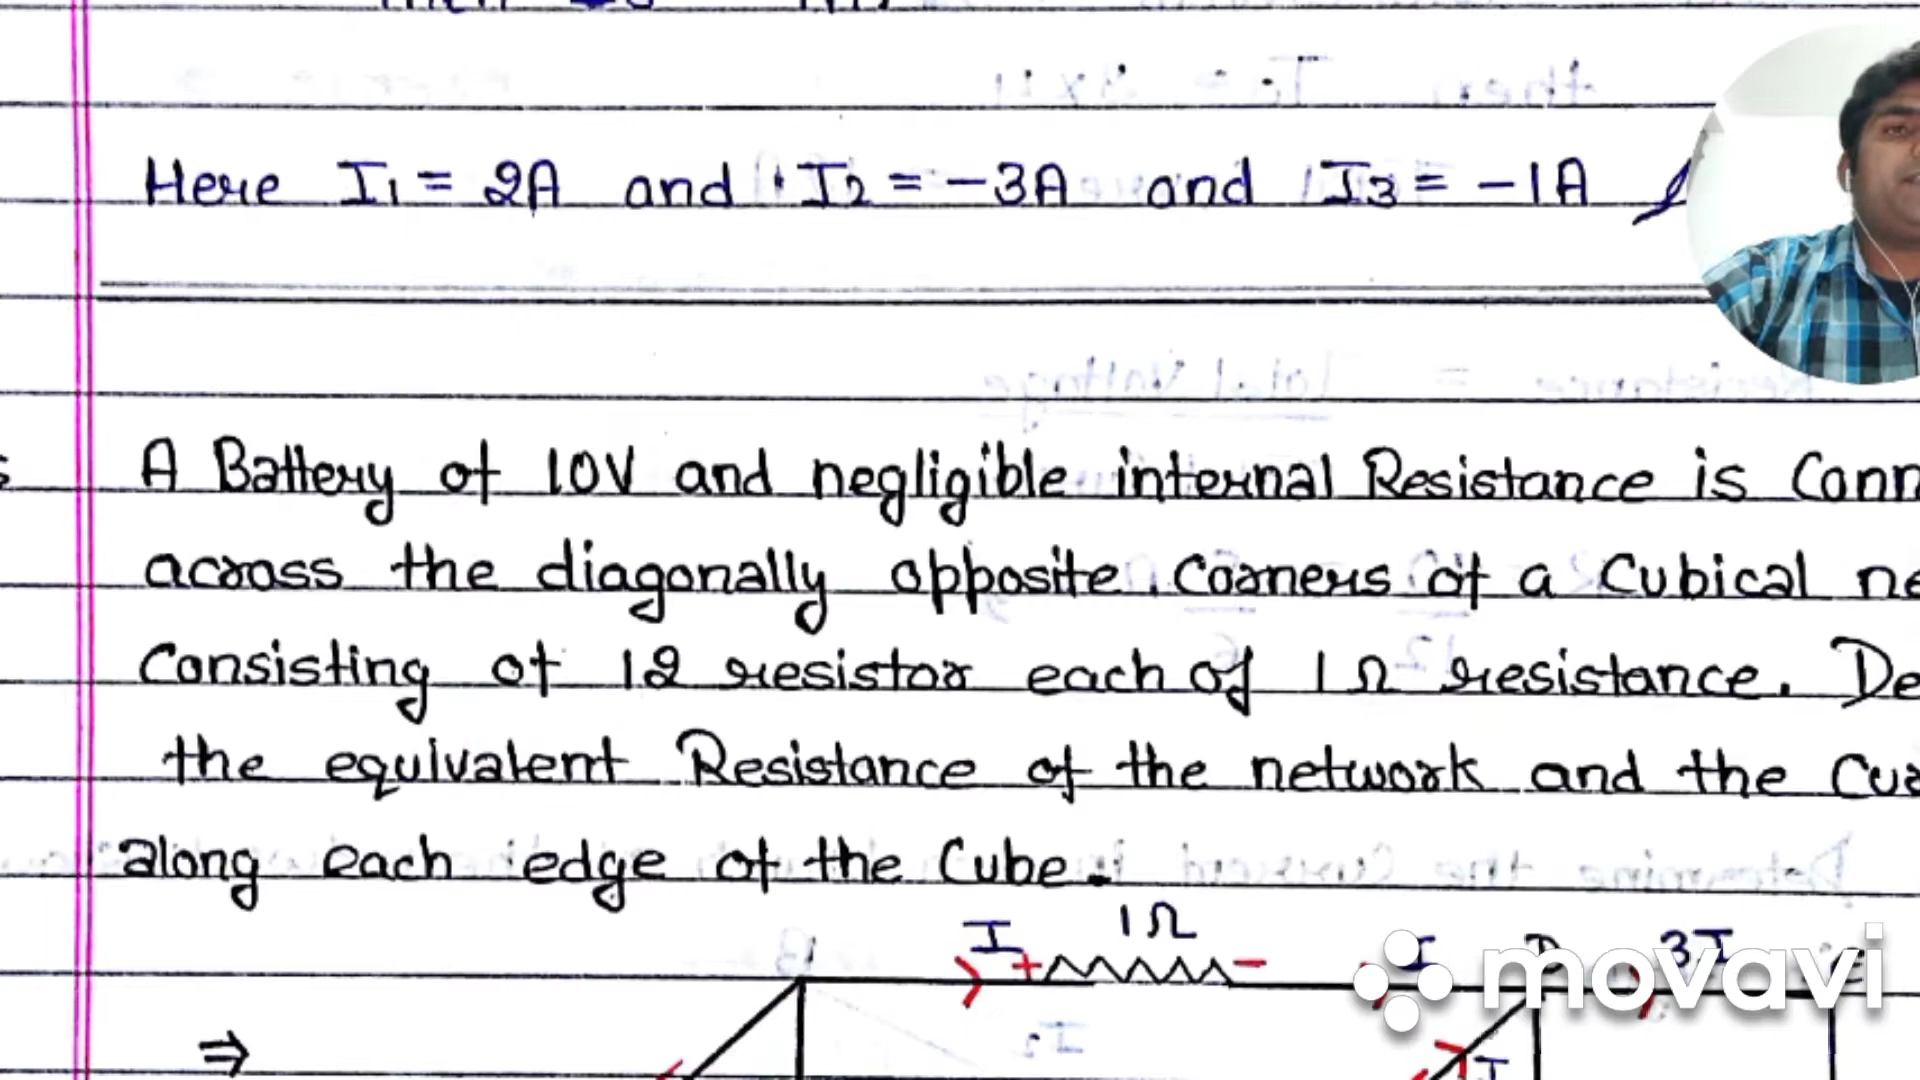 Here I1 = 2A and I2 = -3A and I3 = -1A
A Battery of 10V and negligible internal Resistance is Conn
across the diagonally opposite Corners of a Cubical ne
Consisting of 12 resistor each of 1Ω resistance. De
the equivalent Resistance of the network and the Cur
along each edge of the Cube.
I + 1Ω - I D 3I
⇒
I
movavi